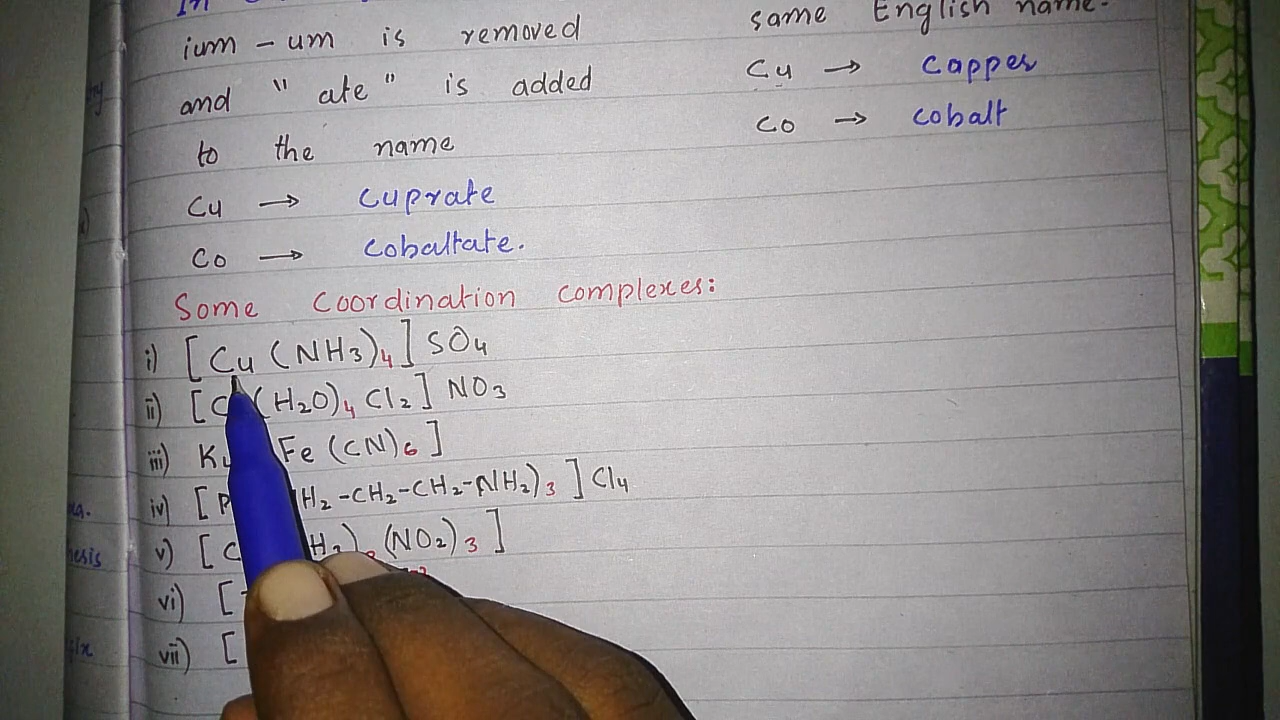 In
ium - um is removed
and "ate" is added
to the name
Cu → Cuprate
Co → Cobaltate.
same English name.
Cu → Capper
Co → Cobalt
Some Coordination complexes:
i) [Cu(NH3)4] SO4
ii) [C (H2O)4 Cl2] NO3
iii) K Fe (CN)6]
iv) [P H2-CH2-CH2-NH2)3] Cl4
v) [C (NO2)3]
vi) [
vii) [